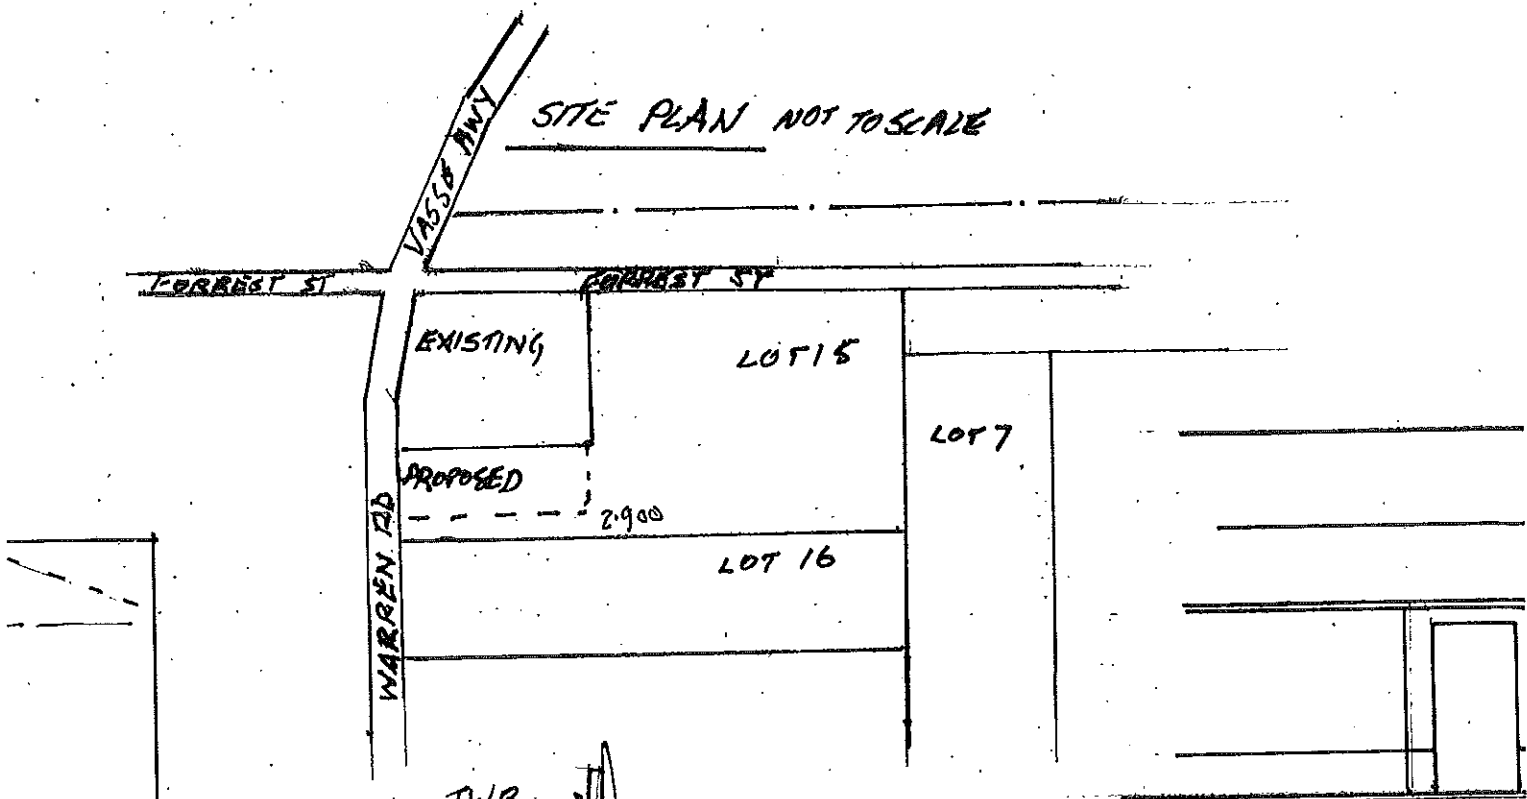 SITE PLAN NOT TO SCALE
VASSE HWY
FORREST ST
FORREST ST
EXISTING
LOT 15
LOT 7
PROPOSED
2.900
WARREN RD
LOT 16